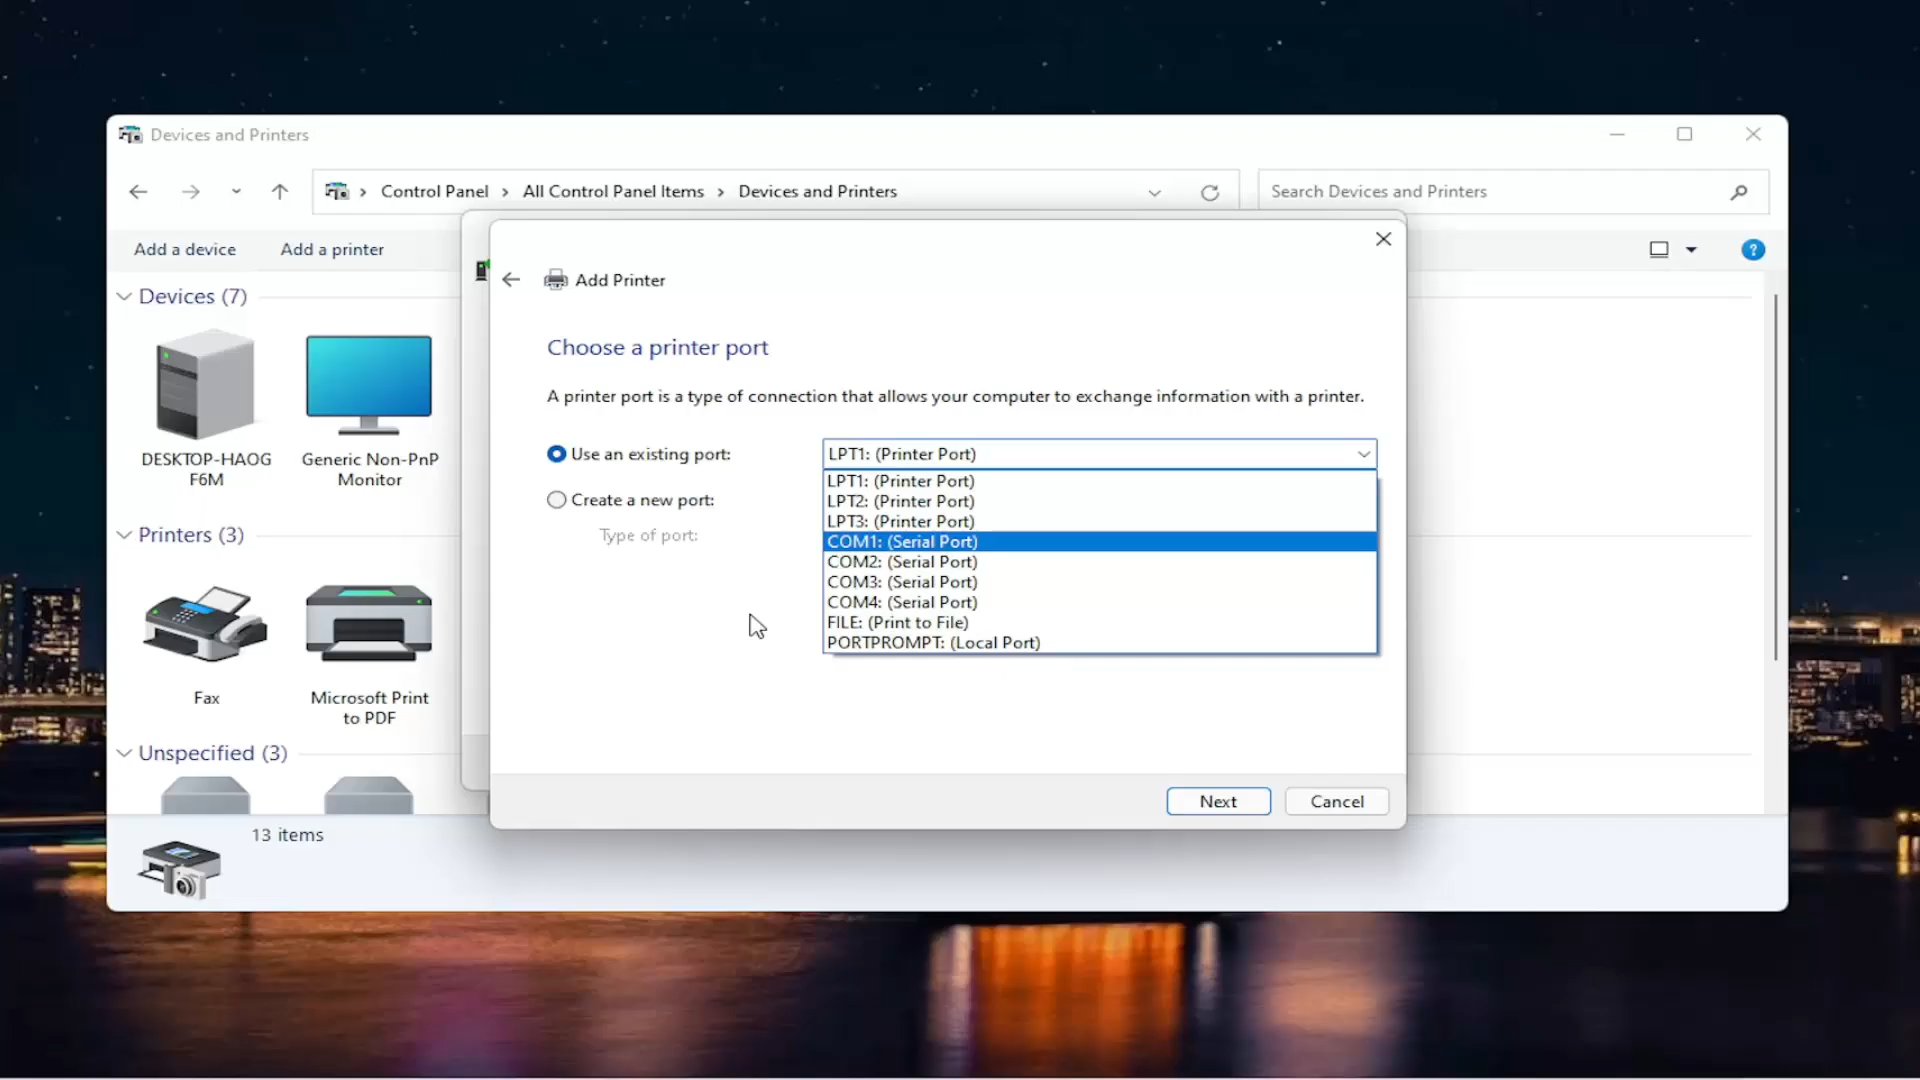 Devices and Printers
Control Panel > All Control Panel Items > Devices and Printers
Search Devices and Printers
Add a device
Add a printer
?
Devices (7)
DESKTOP-HAOG
F6M
Generic Non-PnP
Monitor
Printers (3)
Fax
Microsoft Print
to PDF
Unspecified (3)
13 items
Add Printer
Choose a printer port
A printer port is a type of connection that allows your computer to exchange information with a printer.
Use an existing port:
LPT1: (Printer Port)
Create a new port:
Type of port:
LPT1: (Printer Port)
LPT2: (Printer Port)
LPT3: (Printer Port)
COM1: (Serial Port)
COM2: (Serial Port)
COM3: (Serial Port)
COM4: (Serial Port)
FILE: (Print to File)
PORTPROMPT: (Local Port)
Next
Cancel